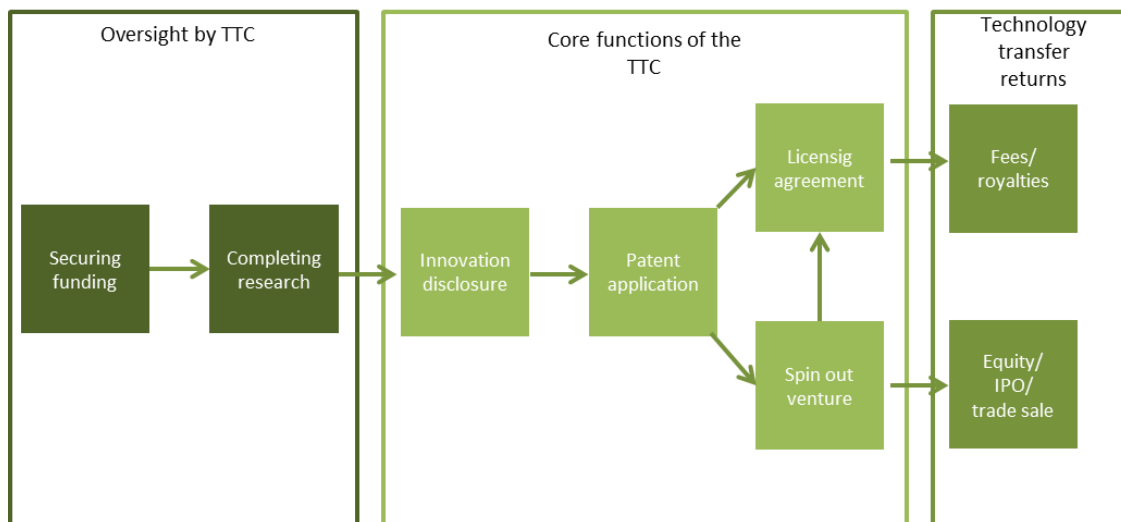 Oversight by TTC
Core functions of the
TTC
Technology
transfer
returns
Securing
funding
Completing
research
Innovation
disclosure
Patent
application
Licensig
agreement
Spin out
venture
Fees/
royalties
Equity/
IPO/
trade sale